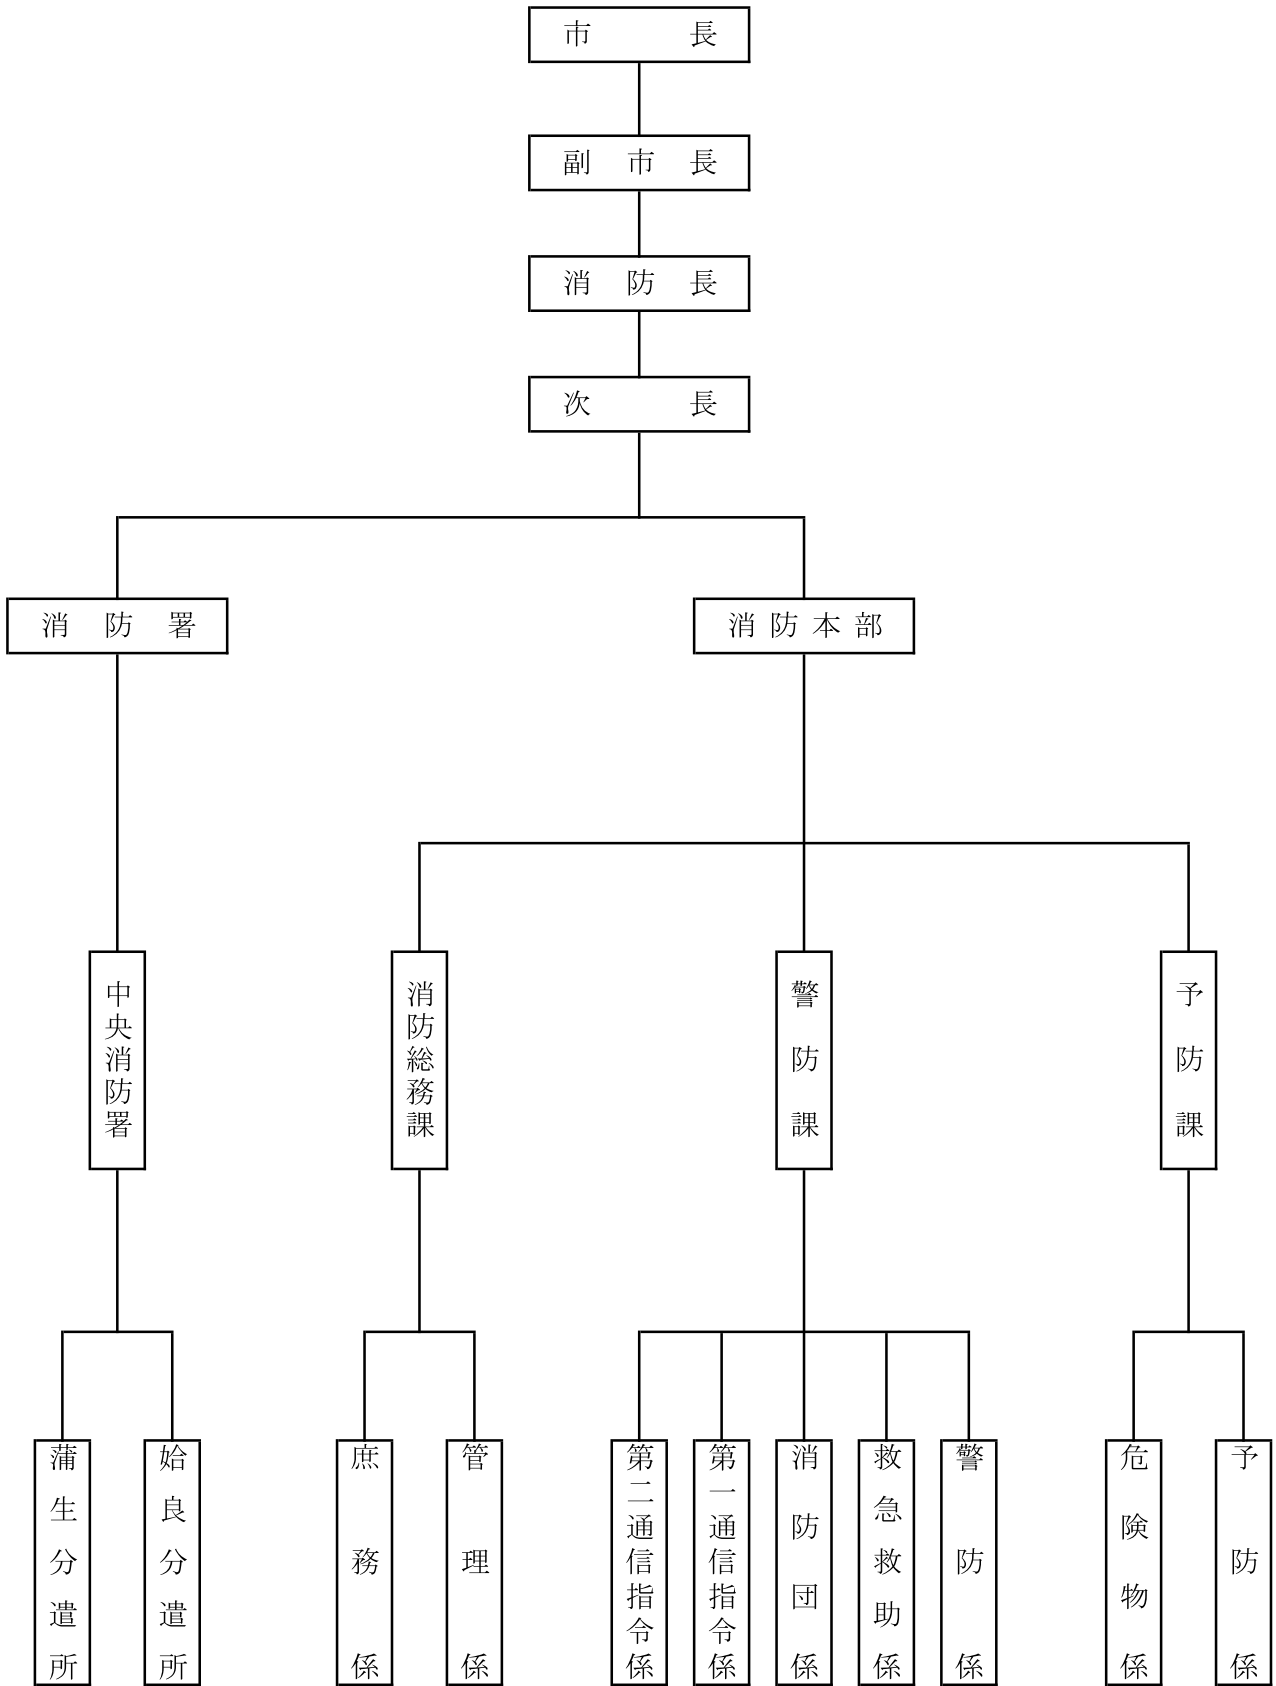 市長
副市長
消防長
次長
消防署
消防本部
中央消防署
消防総務課
警防課
予防課
蒲生分遣所
姶良分遣所
庶務係
管理係
第二通信指令係
第一通信指令係
消防団係
救急救助係
警防係
危険物係
予防係